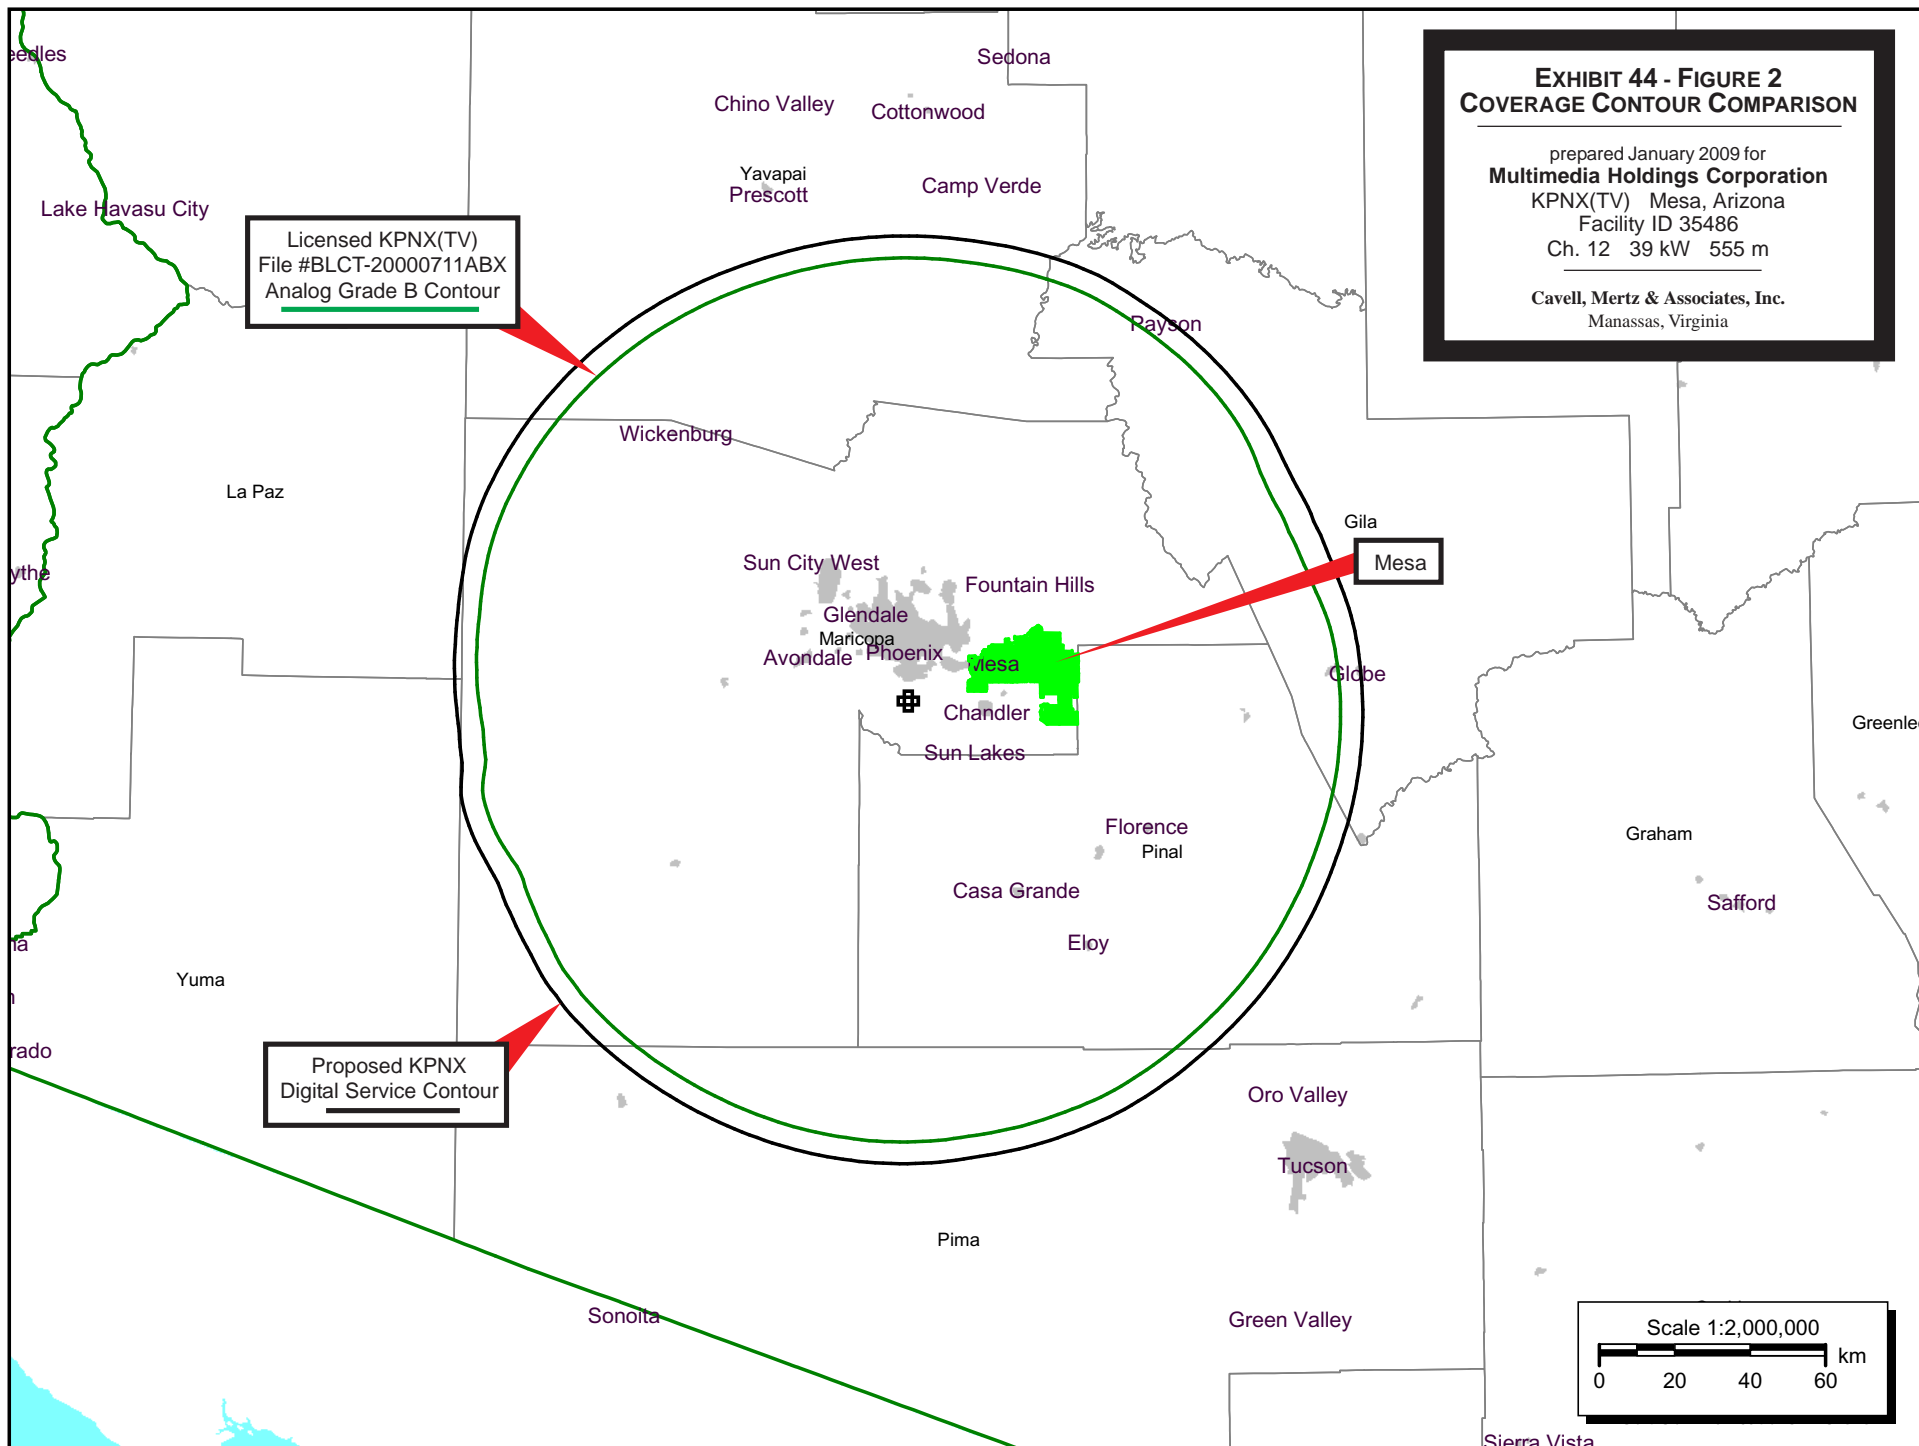 EXHIBIT 44 - FIGURE 2
COVERAGE CONTOUR COMPARISON
prepared January 2009 for
Multimedia Holdings Corporation
KPNX(TV) Mesa, Arizona
Facility ID 35486
Ch. 12 39 kW 555 m
Cavell, Mertz & Associates, Inc.
Manassas, Virginia
eedles
Sedona
Chino Valley
Cottonwood
Yavapai
Prescott
Camp Verde
Lake Havasu City
Licensed KPNX(TV)
File #BLCT-20000711ABX
Analog Grade B Contour
Payson
Wickenburg
La Paz
Gila
Mesa
Sun City West
Fountain Hills
ythe
Glendale
Maricopa
Avondale
Phoenix
Mesa
Globe
Chandler
Greenle
Sun Lakes
Florence
Pinal
Graham
Casa Grande
Safford
Eloy
na
Yuma
rado
Proposed KPNX
Digital Service Contour
Oro Valley
Tucson
Pima
Sonoita
Green Valley
Scale 1:2,000,000
km
0 20 40 60
Sierra Vista